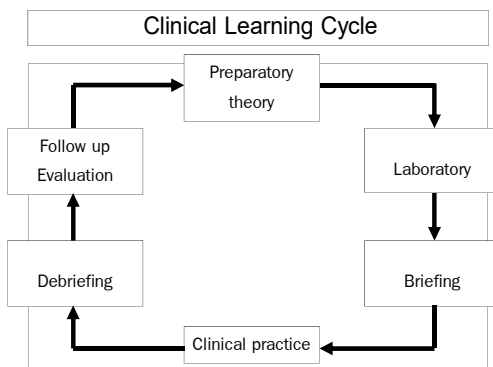 Clinical Learning Cycle
Preparatory
theory
Laboratory
Briefing
Clinical practice
Debriefing
Follow up
Evaluation